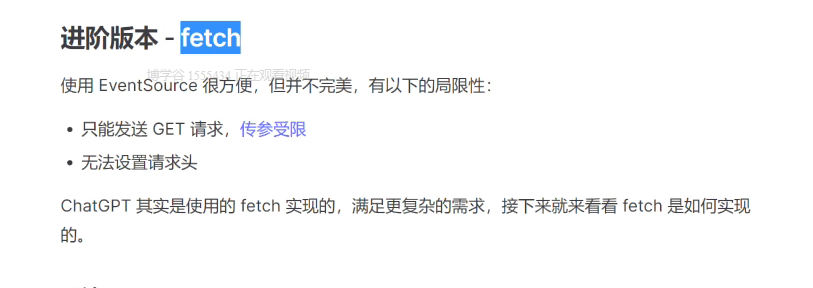 进阶版本 - fetch
博学谷 1555434 正在观看视频
使用 EventSource 很方便，但并不完美，有以下的局限性：
• 只能发送 GET 请求，传参受限
• 无法设置请求头
ChatGPT 其实是使用的 fetch 实现的，满足更复杂的需求，接下来就来看看 fetch 是如何实现
的。